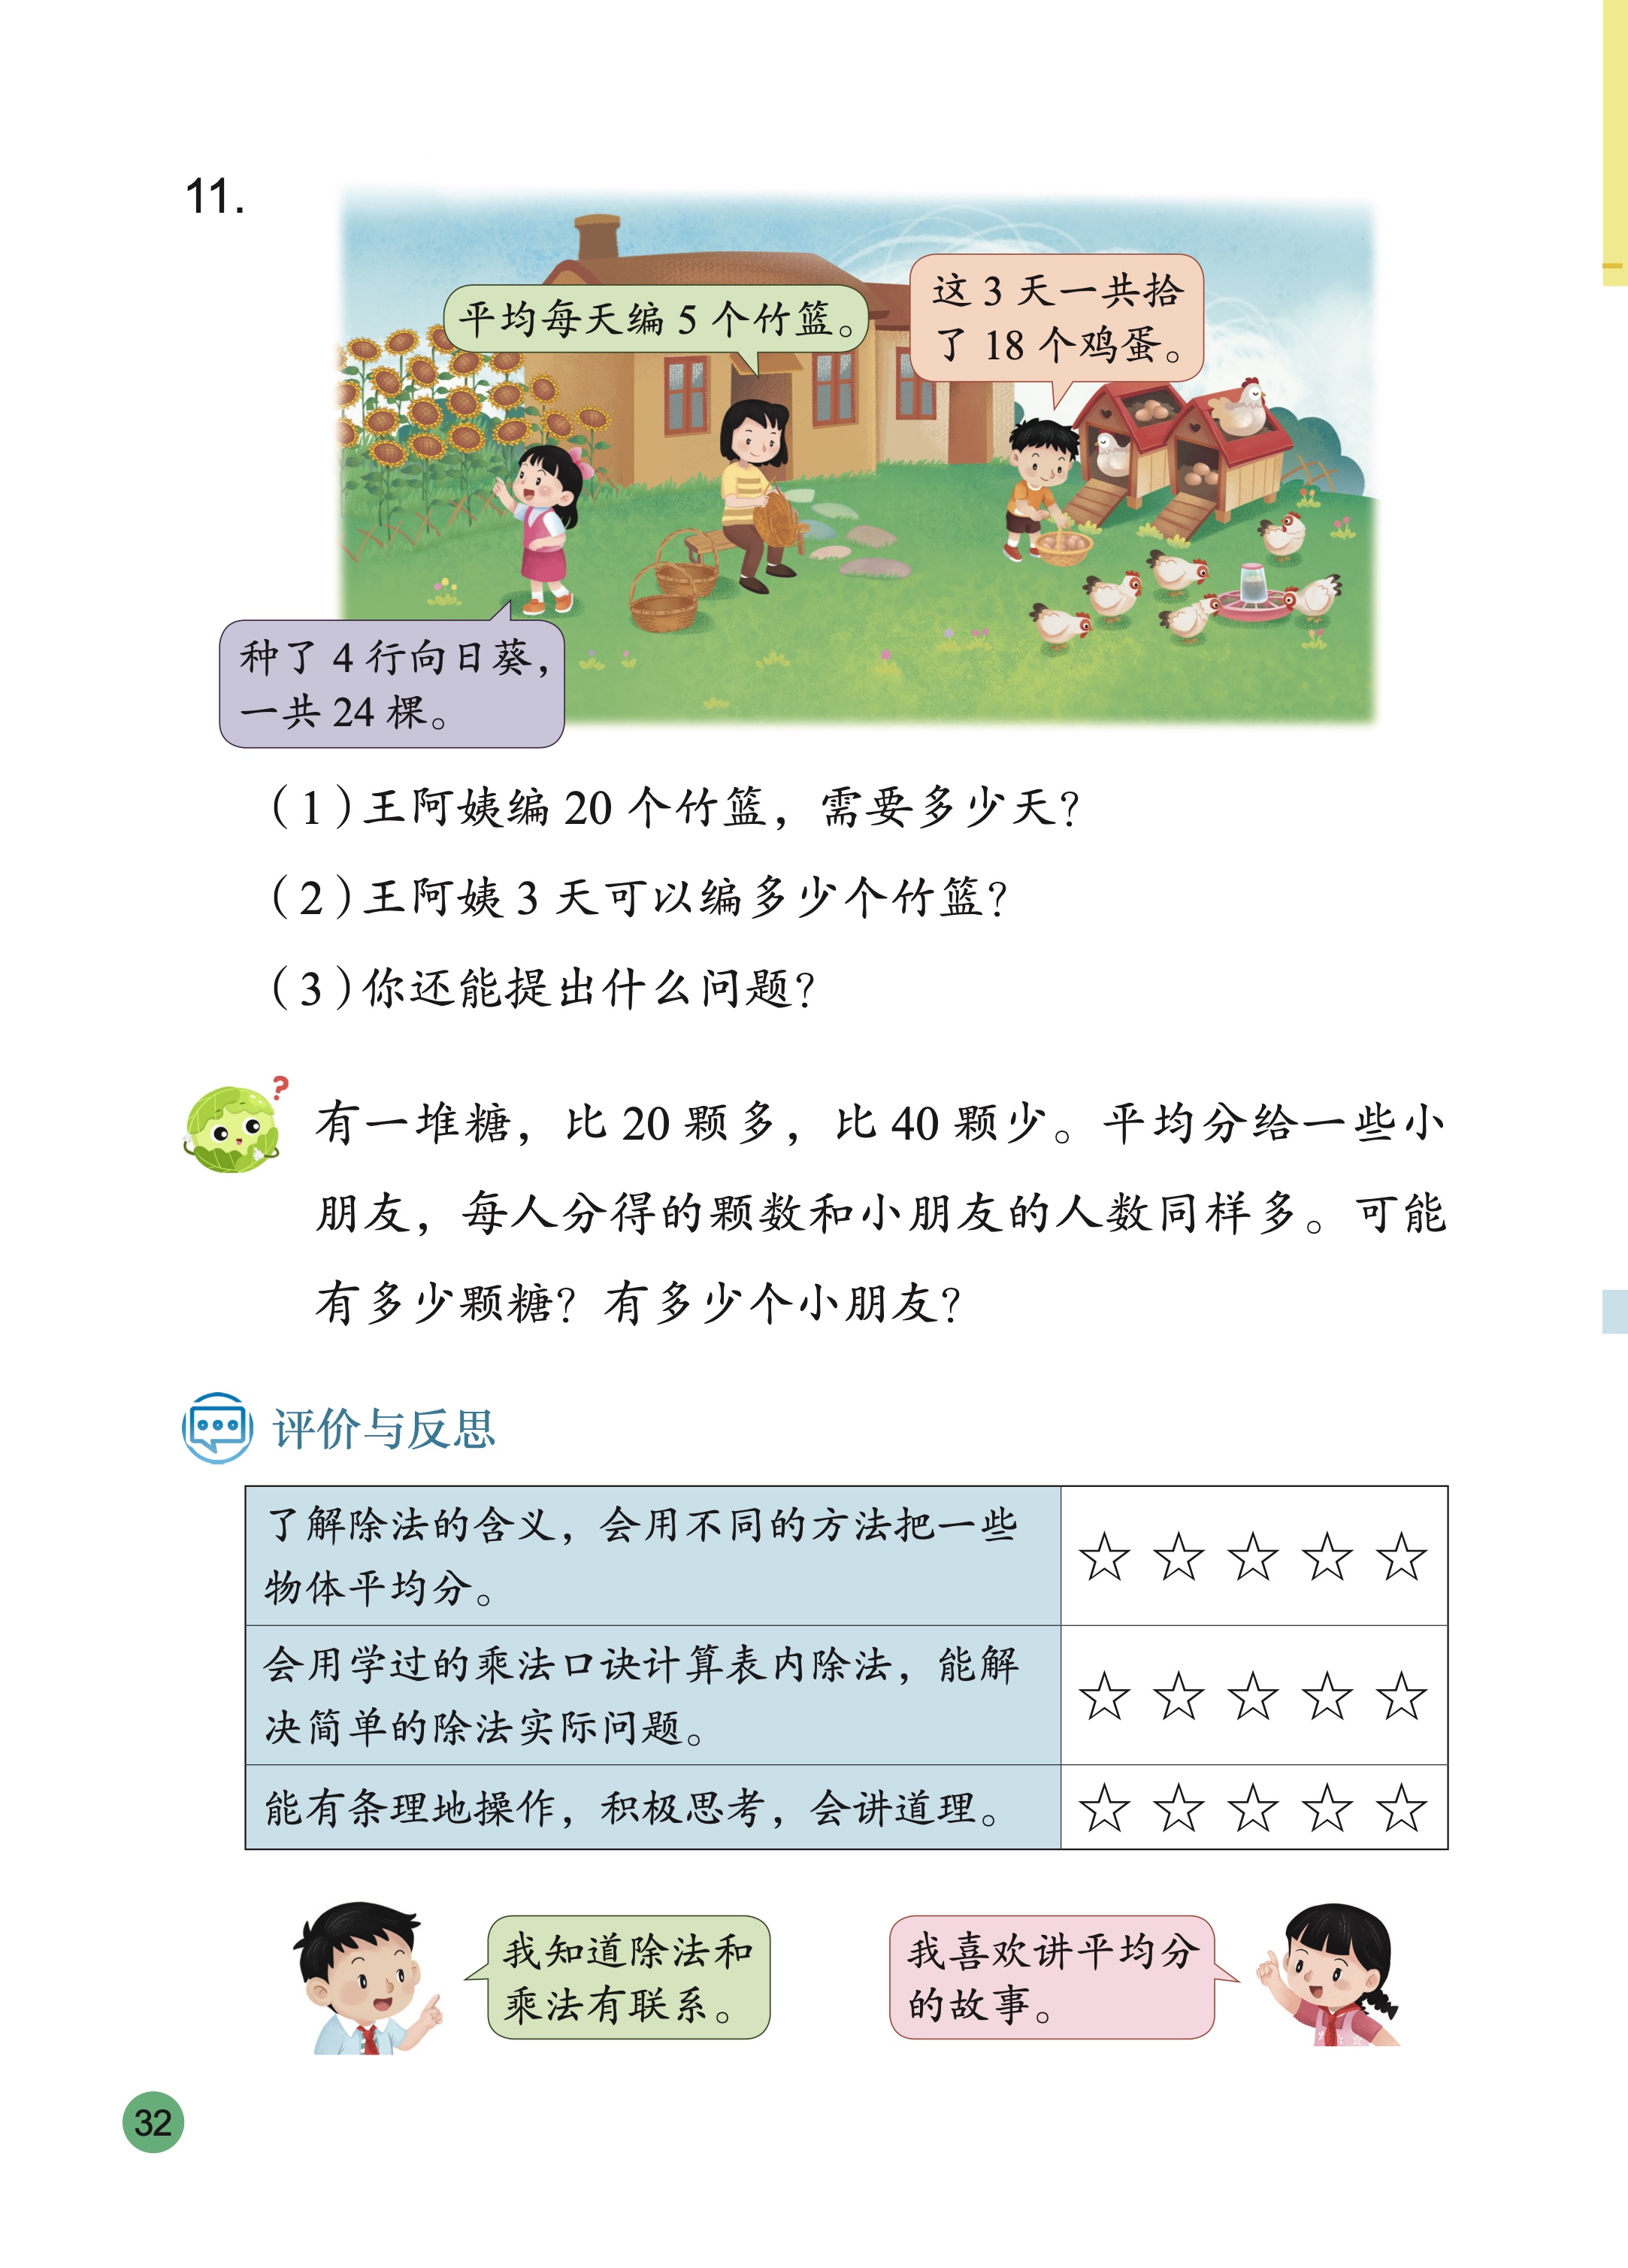 11.
平均每天编 5 个竹篮。
这 3 天一共拾
了 18 个鸡蛋。
种了 4 行向日葵，
一共 24 棵。
（1）王阿姨编 20 个竹篮，需要多少天？
（2）王阿姨 3 天可以编多少个竹篮？
（3）你还能提出什么问题？
?
有一堆糖，比 20 颗多，比 40 颗少。平均分给一些小
朋友，每人分得的颗数和小朋友的人数同样多。可能
有多少颗糖？有多少个小朋友？
评价与反思
了解除法的含义，会用不同的方法把一些
物体平均分。
☆ ☆ ☆ ☆ ☆
会用学过的乘法口诀计算表内除法，能解
决简单的除法实际问题。
☆ ☆ ☆ ☆ ☆
能有条理地操作，积极思考，会讲道理。
☆ ☆ ☆ ☆ ☆
我知道除法和
乘法有联系。
我喜欢讲平均分
的故事。
32